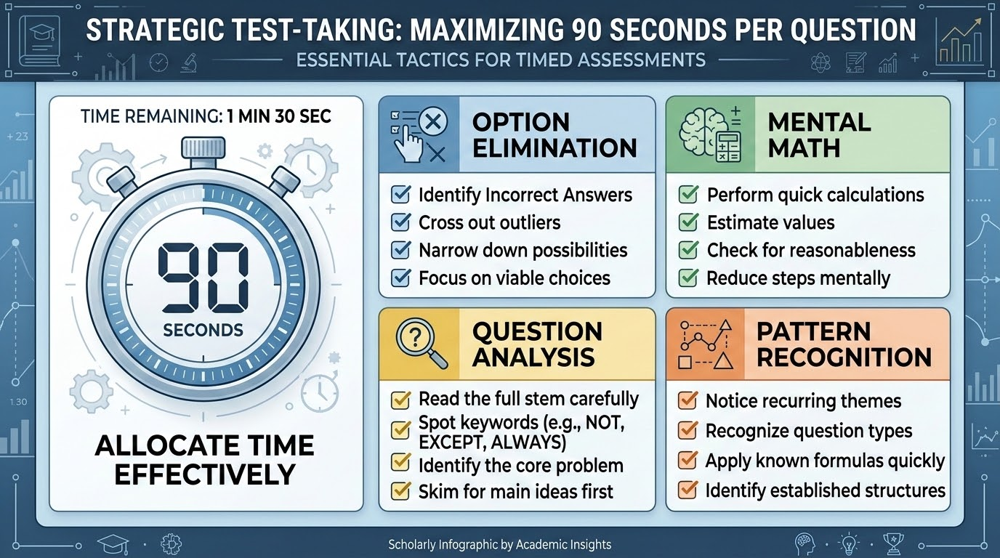 STRATEGIC TEST-TAKING: MAXIMIZING 90 SECONDS PER QUESTION
ESSENTIAL TACTICS FOR TIMED ASSESSMENTS
TIME REMAINING: 1 MIN 30 SEC
90
SECONDS
ALLOCATE TIME
EFFECTIVELY
OPTION
ELIMINATION
Identify Incorrect Answers
Cross out outliers
Narrow down possibilities
Focus on viable choices
MENTAL
MATH
Perform quick calculations
Estimate values
Check for reasonableness
Reduce steps mentally
QUESTION
ANALYSIS
Read the full stem carefully
Spot keywords (e.g., NOT,
EXCEPT, ALWAYS)
Identify the core problem
Skim for main ideas first
PATTERN
RECOGNITION
Notice recurring themes
Recognize question types
Apply known formulas quickly
Identify established structures
+23
1.30
Scholarly Infographic by Academic Insights